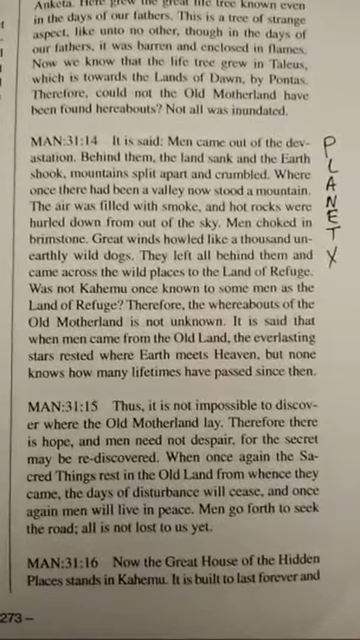 Anketa. Here grew the great life tree known even
in the days of our fathers. This is a tree of strange
aspect, like unto no other, though in the days of
our fathers, it was barren and enclosed in flames.
Now we know that the life tree grew in Taleus,
which is towards the Lands of Dawn, by Pontas.
Therefore, could not the Old Motherland have
been found hereabouts? Not all was inundated.
MAN:31:14 It is said: Men came out of the dev-
astation. Behind them, the land sank and the Earth
shook, mountains split apart and crumbled. Where
once there had been a valley now stood a mountain.
The air was filled with smoke, and hot rocks were
hurled down from out of the sky. Men choked in
brimstone. Great winds howled like a thousand un-
earthly wild dogs. They left all behind them and
came across the wild places to the Land of Refuge.
Was not Kahemu once known to some men as the
Land of Refuge? Therefore, the whereabouts of the
Old Motherland is not unknown. It is said that
when men came from the Old Land, the everlasting
stars rested where Earth meets Heaven, but none
knows how many lifetimes have passed since then.
PLANET X
MAN:31:15 Thus, it is not impossible to discov-
er where the Old Motherland lay. Therefore there
is hope, and men need not despair, for the secret
may be re-discovered. When once again the Sa-
cred Things rest in the Old Land from whence they
came, the days of disturbance will cease, and once
again men will live in peace. Men go forth to seek
the road; all is not lost to us yet.
MAN:31:16 Now the Great House of the Hidden
Places stands in Kahemu. It is built to last forever and
273 –